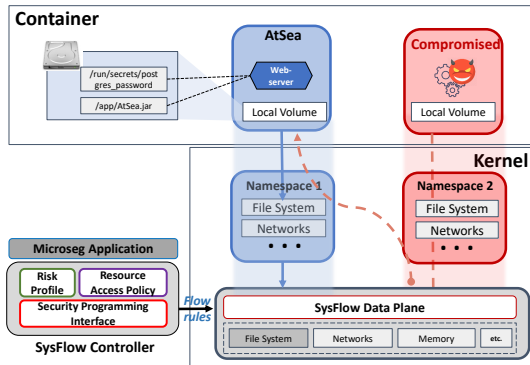 Container
AtSea
Compromised
/run/secrets/post
gres_password
/app/AtSea.jar
Web-
server
Local Volume
Local Volume
Kernel
Namespace 1
File System
Networks
• • •
Namespace 2
File System
Networks
• • •
Microseg Application
Risk
Profile
Resource
Access Policy
Security Programming
Interface
SysFlow Controller
Flow
rules
SysFlow Data Plane
File System
Networks
Memory
etc.